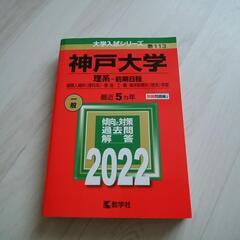 大学入試シリーズ
113
神戸大学
理系-前期日程
最近5カ年
一般
傾向と対策
過去問
解答
2022
教学社